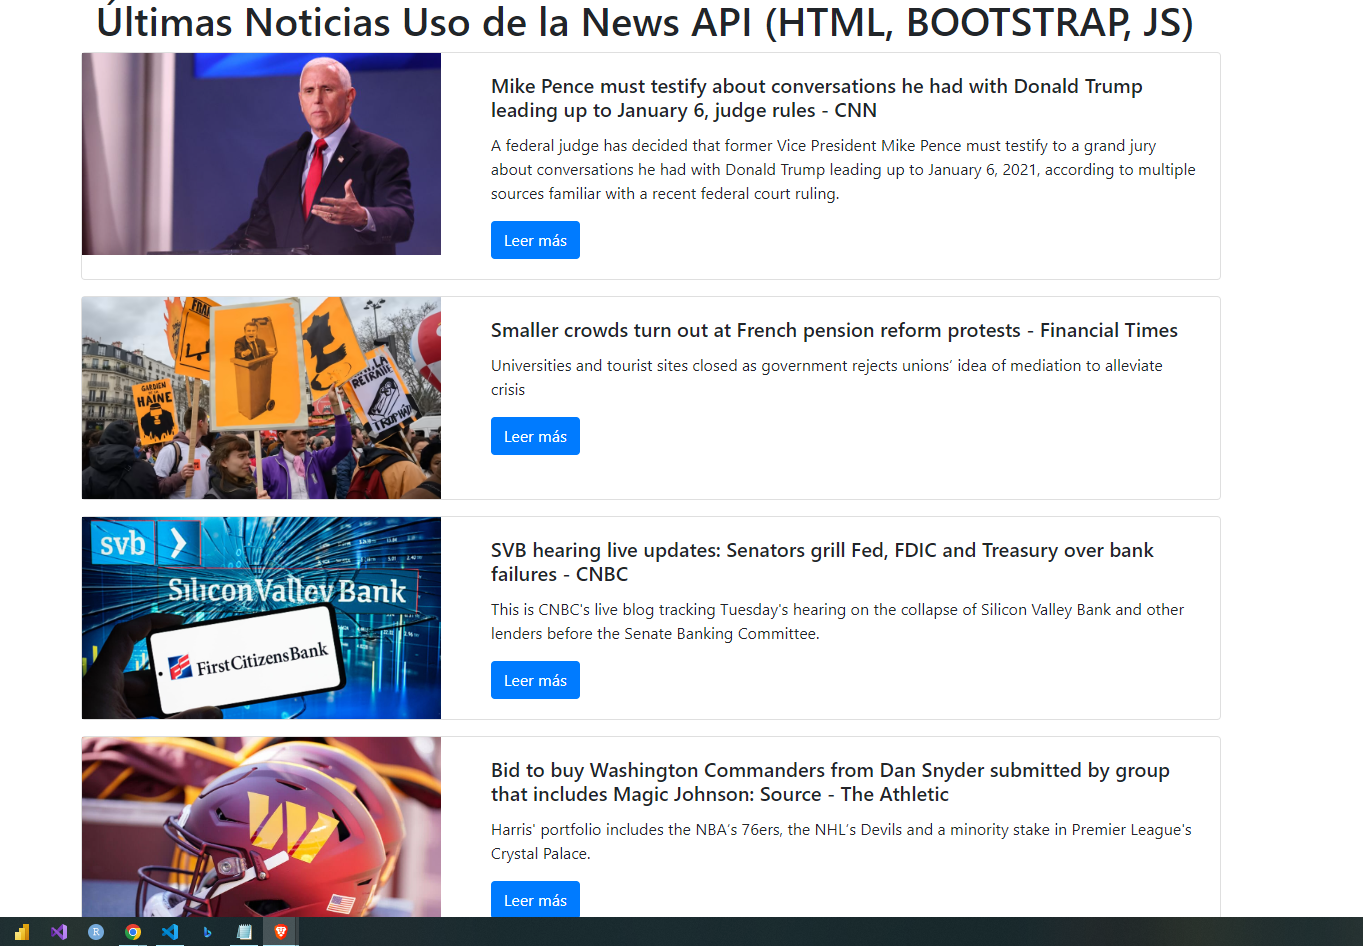 Últimas Noticias Uso de la News API (HTML, BOOTSTRAP, JS)
Mike Pence must testify about conversations he had with Donald Trump
leading up to January 6, judge rules - CNN
A federal judge has decided that former Vice President Mike Pence must testify to a grand jury
about conversations he had with Donald Trump leading up to January 6, 2021, according to multiple
sources familiar with a recent federal court ruling.
Leer más
GARDIEN
HAINE
LA
RETRAITE
Smaller crowds turn out at French pension reform protests - Financial Times
Universities and tourist sites closed as government rejects unions’ idea of mediation to alleviate
crisis
Leer más
svb
Silicon Valley Bank
First Citizens Bank
SVB hearing live updates: Senators grill Fed, FDIC and Treasury over bank
failures - CNBC
This is CNBC's live blog tracking Tuesday's hearing on the collapse of Silicon Valley Bank and other
lenders before the Senate Banking Committee.
Leer más
W
Bid to buy Washington Commanders from Dan Snyder submitted by group
that includes Magic Johnson: Source - The Athletic
Harris' portfolio includes the NBA’s 76ers, the NHL’s Devils and a minority stake in Premier League's
Crystal Palace.
Leer más
R